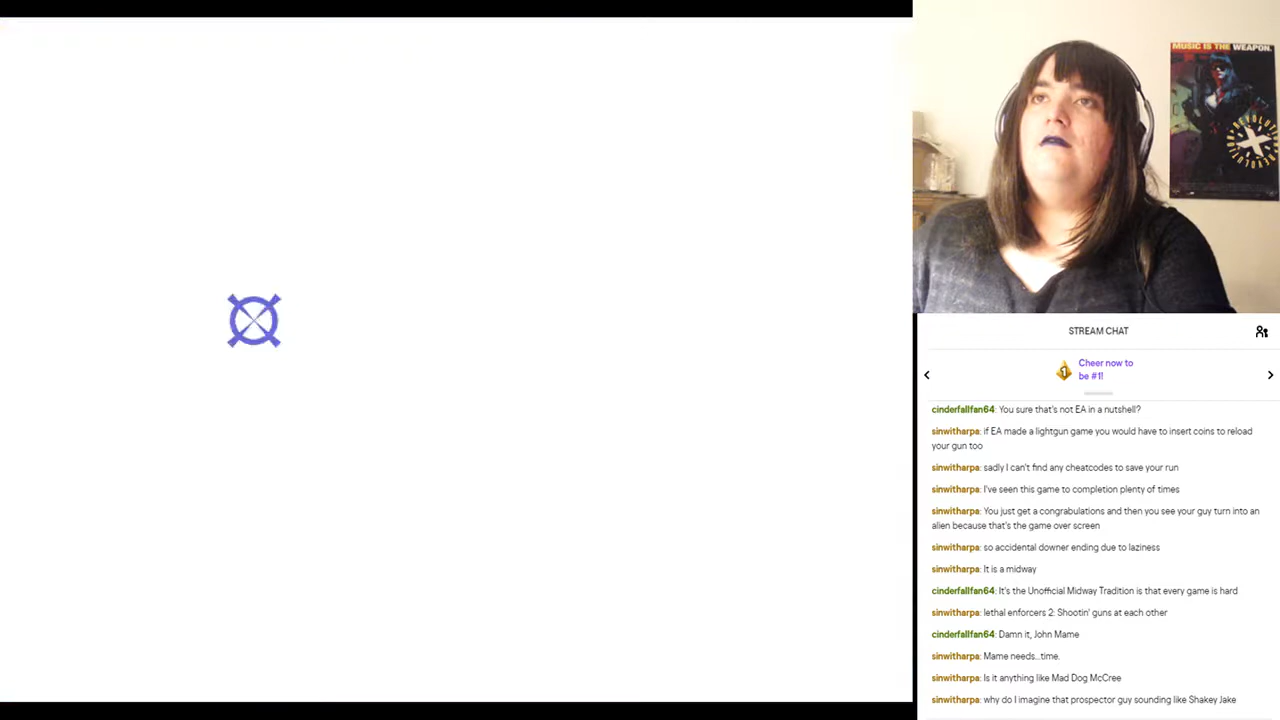 MUSIC IS THE WEAPON.
REVOLUTION
X
REVOLUTION
STREAM CHAT
1
Cheer now to
be #1!
cinderfallfan64: You sure that's not EA in a nutshell?
sinwitharpa: if EA made a lightgun game you would have to insert coins to reload
your gun too
sinwitharpa: sadly I can't find any cheatcodes to save your run
sinwitharpa: I've seen this game to completion plenty of times
sinwitharpa: You just get a congrabulations and then you see your guy turn into an
alien because that's the game over screen
sinwitharpa: so accidental downer ending due to laziness
sinwitharpa: It is a midway
cinderfallfan64: It's the Unofficial Midway Tradition is that every game is hard
sinwitharpa: lethal enforcers 2: Shootin' guns at each other
cinderfallfan64: Damn it, John Mame
sinwitharpa: Mame needs...time.
sinwitharpa: Is it anything like Mad Dog McCree
sinwitharpa: why do I imagine that prospector guy sounding like Shakey Jake